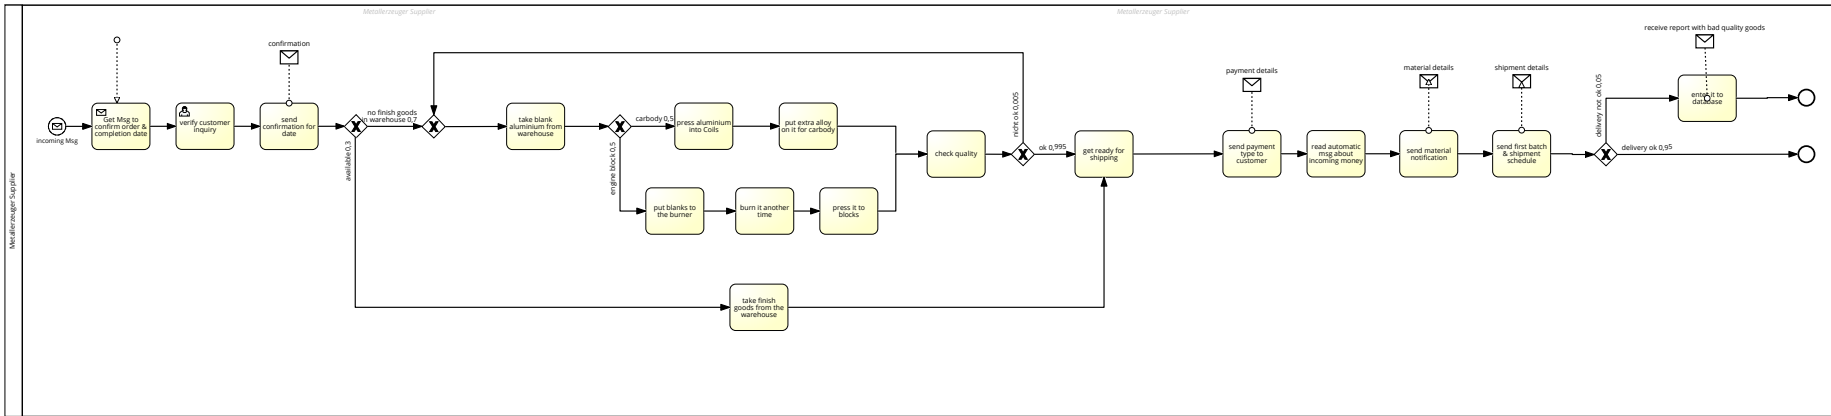 Metallerzeuger Supplier
Metallerzeuger Supplier
Metallerzeuger Supplier
incoming Msg
Get Msg to
confirm order &
completion date
verify customer
inquiry
confirmation
send
confirmation for
date
no finish goods
in warehouse 0,7
available 0,3
take blank
aluminium from
warehouse
carbody 0,5
engine block 0,5
press aluminium
into Coils
put extra alloy
on it for carbody
put blanks to
the burner
burn it another
time
press it to
blocks
take finish
goods from the
warehouse
check quality
nicht ok 0,005
ok 0,995
get ready for
shipping
payment details
send payment
type to
customer
read automatic
msg about
incoming money
material details
send material
notification
shipment details
send first batch
& shipment
schedule
delivery not ok 0,05
delivery ok 0,95
receive report with bad quality goods
enter it to
database